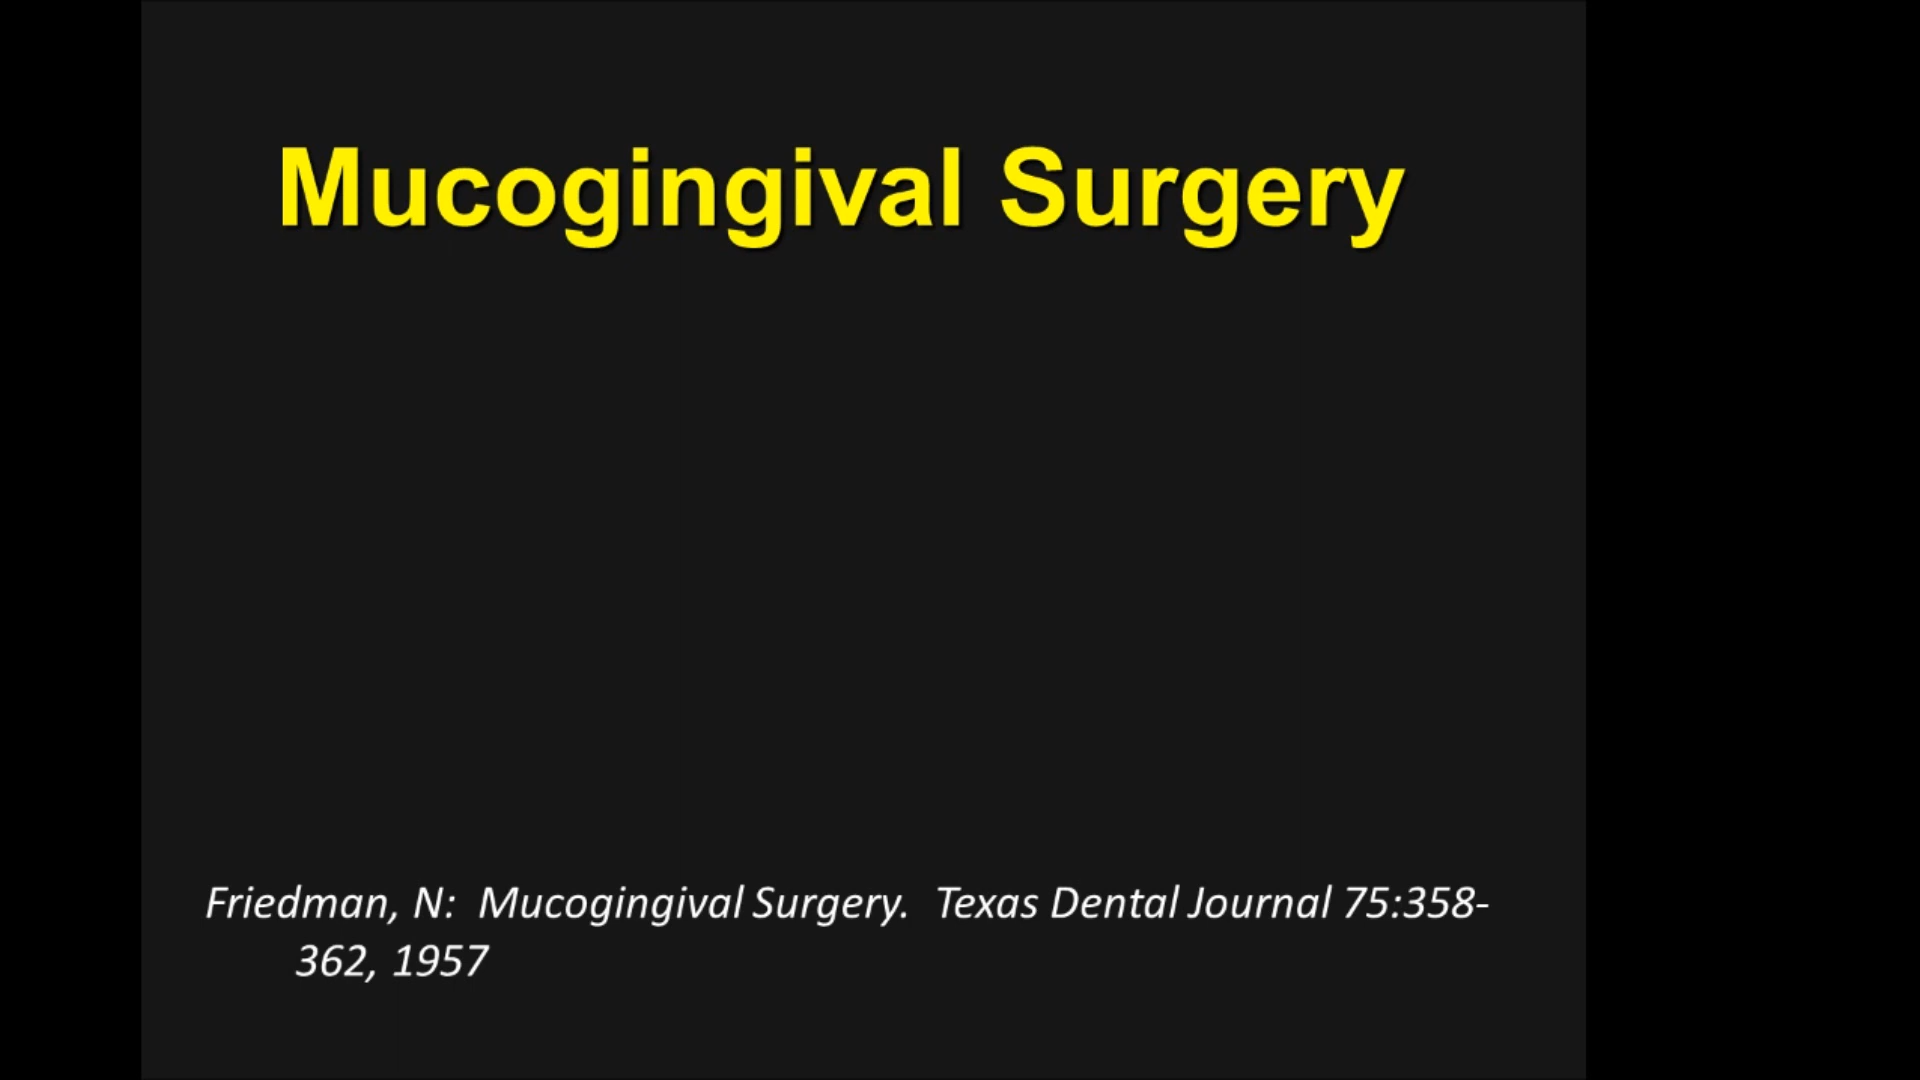 Mucogingival Surgery
Friedman, N:  Mucogingival Surgery.  Texas Dental Journal 75:358-
362, 1957